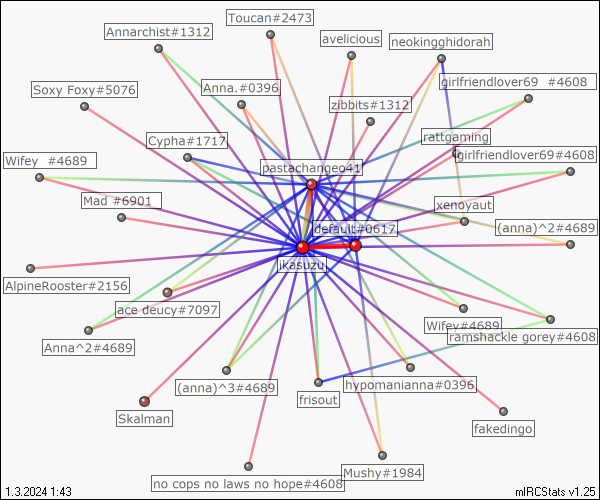 Toucan#2473
Annarchist#1312
avelicious
neokingghidorah
Soxy Foxy#5076
Anna.#0396
girlfriendlover69 #4608
zibbits#1312
Cypha#1717
rattgaming
Wifey #4689
pastachangeo41
girlfriendlover69#4608
Mad #6901
xenoyaut
default#0617
(anna)^2#4689
jkasuzu
AlpineRooster#2156
ace deucy#7097
Wifey#4689
ramshackle gorey#4608
Anna^2#4689
(anna)^3#4689
hypomanianna#0396
frisout
Skalman
fakedingo
Mushy#1984
no cops no laws no hope#4608
1.3.2024 1:43
mIRCStats v1.25